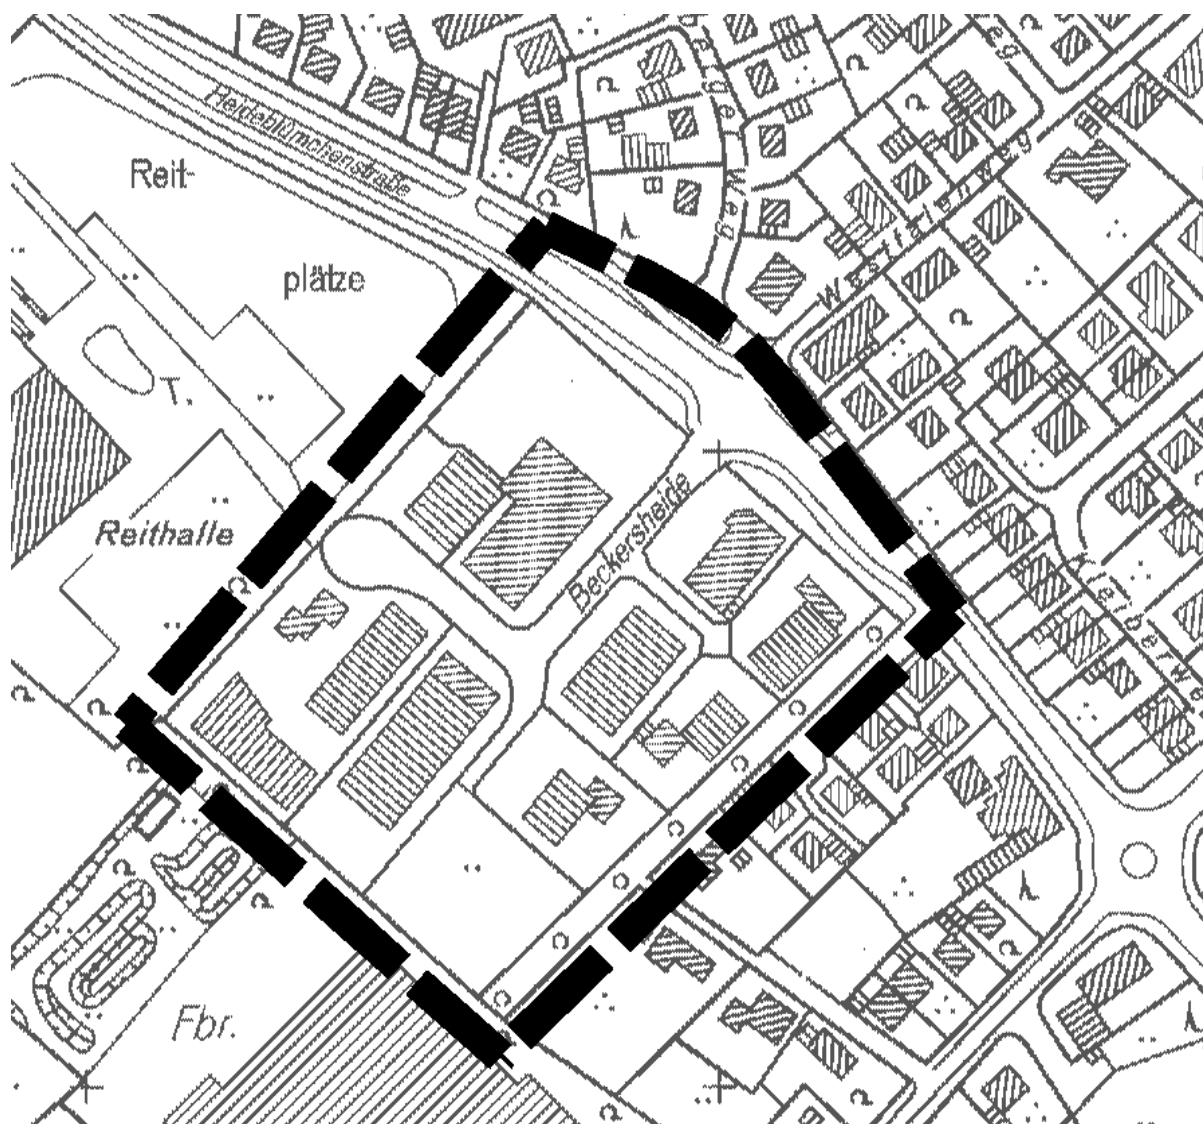 Heideblümchenstraße
Reit-
plätze
T.
Reithalle
Beckersheide
Westfalenweg
Fbr.